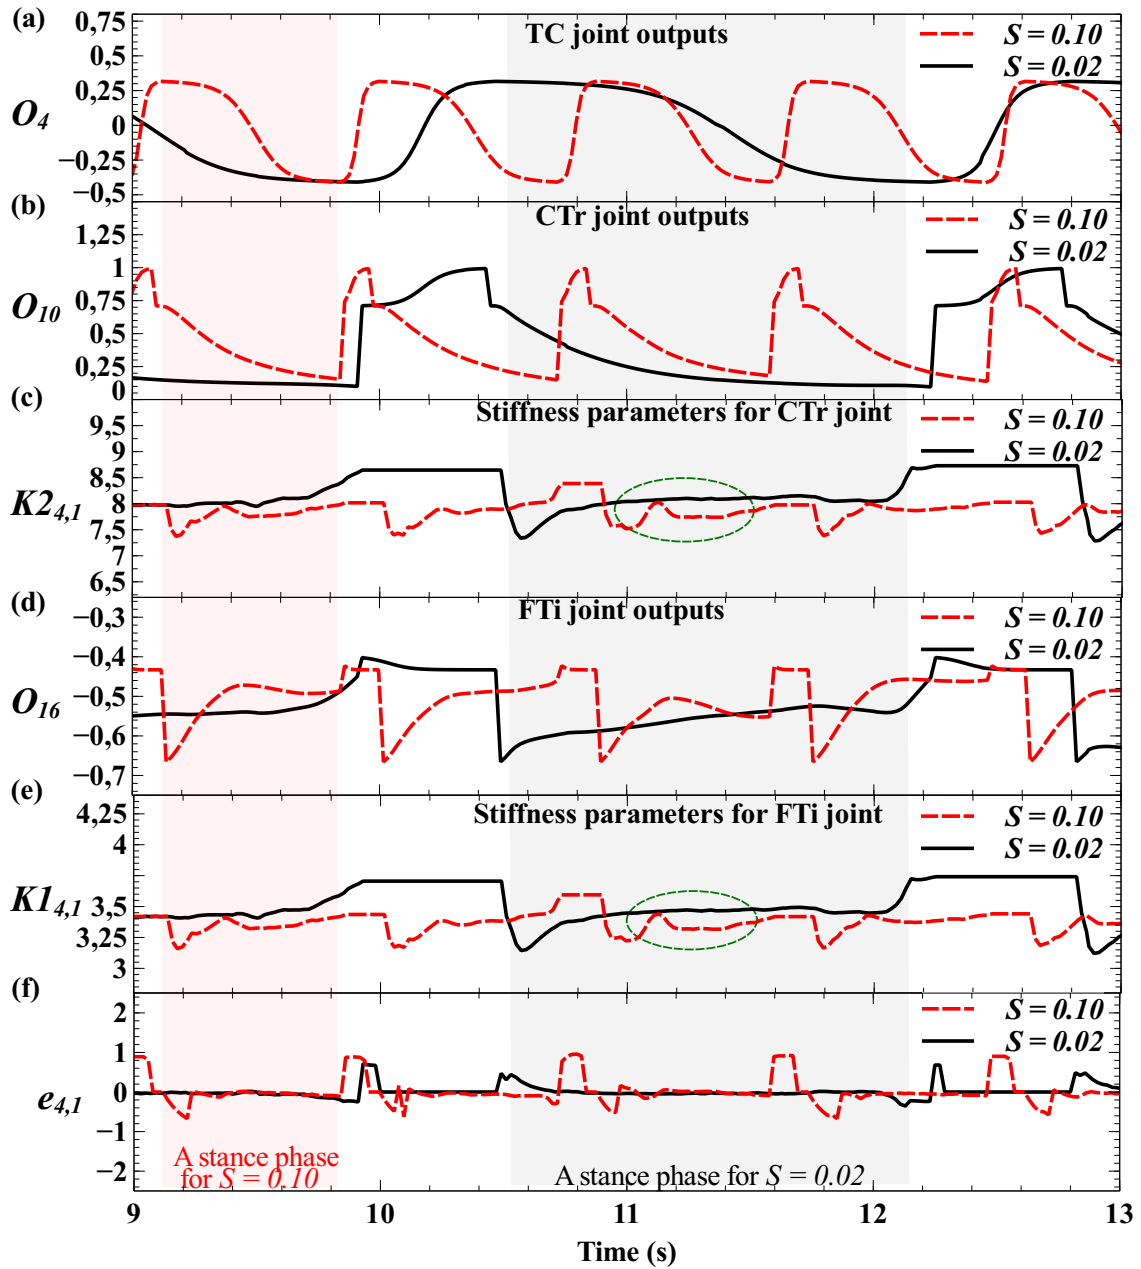 (a)
TC joint outputs
S = 0.10
S = 0.02
O4
0,75
0,5
0,25
0
−0,25
−0,5
(b)
CTr joint outputs
S = 0.10
S = 0.02
O10
1,25
1
0,75
0,5
0,25
0
(c)
Stiffness parameters for CTr joint
S = 0.10
S = 0.02
K24,1
9,5
9
8,5
8
7,5
7
6,5
(d)
FTi joint outputs
S = 0.10
S = 0.02
O16
−0,3
−0,4
−0,5
−0,6
−0,7
(e)
Stiffness parameters for FTi joint
S = 0.10
S = 0.02
K14,1
4,25
4
3,5
3,25
3
(f)
S = 0.10
S = 0.02
e4,1
2
1
0
−1
−2
A stance phase
for S = 0.10
A stance phase for S = 0.02
9
10
11
12
13
Time (s)